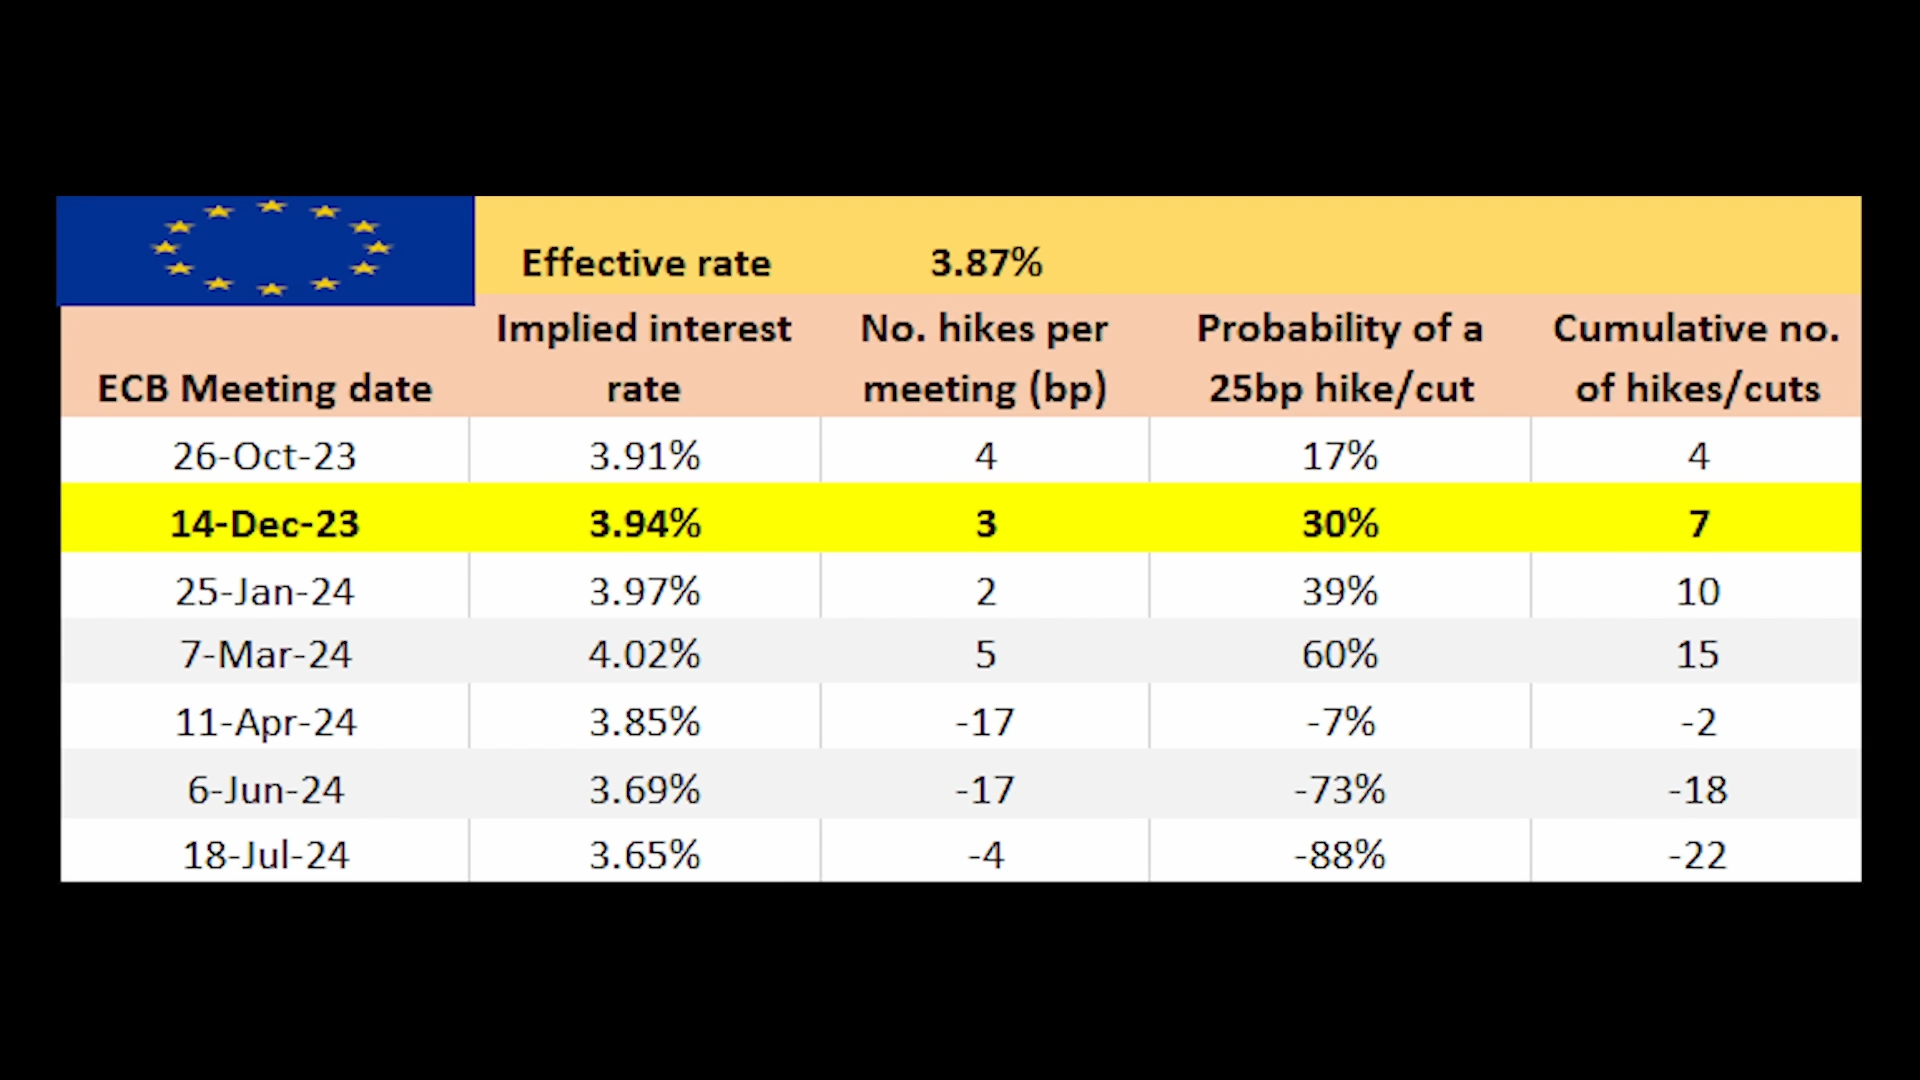 Effective rate 3.87%
Implied interest No. hikes per Probability of a Cumulative no.
ECB Meeting date rate meeting (bp) 25bp hike/cut of hikes/cuts
26-Oct-23 3.91% 4 17% 4
14-Dec-23 3.94% 3 30% 7
25-Jan-24 3.97% 2 39% 10
7-Mar-24 4.02% 5 60% 15
11-Apr-24 3.85% -17 -7% -2
6-Jun-24 3.69% -17 -73% -18
18-Jul-24 3.65% -4 -88% -22